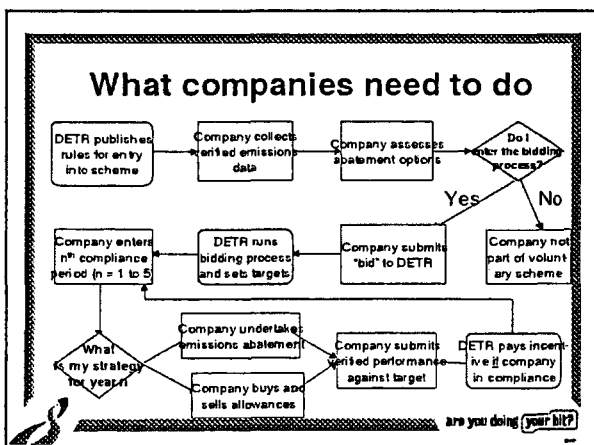 What companies need to do
DETR publishes
rules for entry
into scheme
Company collects
verified emissions
data
Company assesses
abatement options
Do I
enter the bidding
process?
Yes
No
Company enters
nth compliance
period (n = 1 to 5
DETR runs
bidding process
and sets targets
Company submits
"bid" to DETR
Company not
part of volunt
ary scheme
What
is my strategy
for year n
Company undertakes
emissions abatement
Company buys and
sells allowances
Company submits
verified performance
against target
DETR pays incent-
ive if company
in compliance
are you doing your bit?